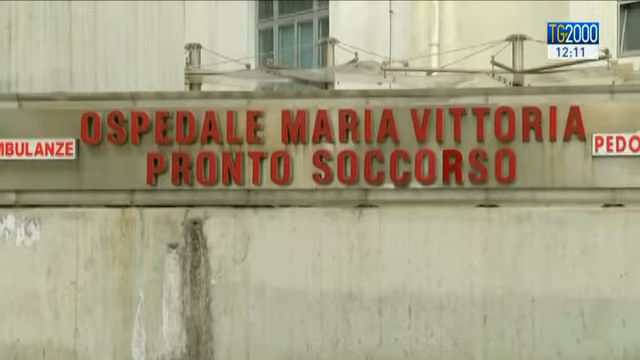 TG2000
12:11
OSPEDALE MARIA VITTORIA
PRONTO SOCCORSO
MBULANZE
PEDO